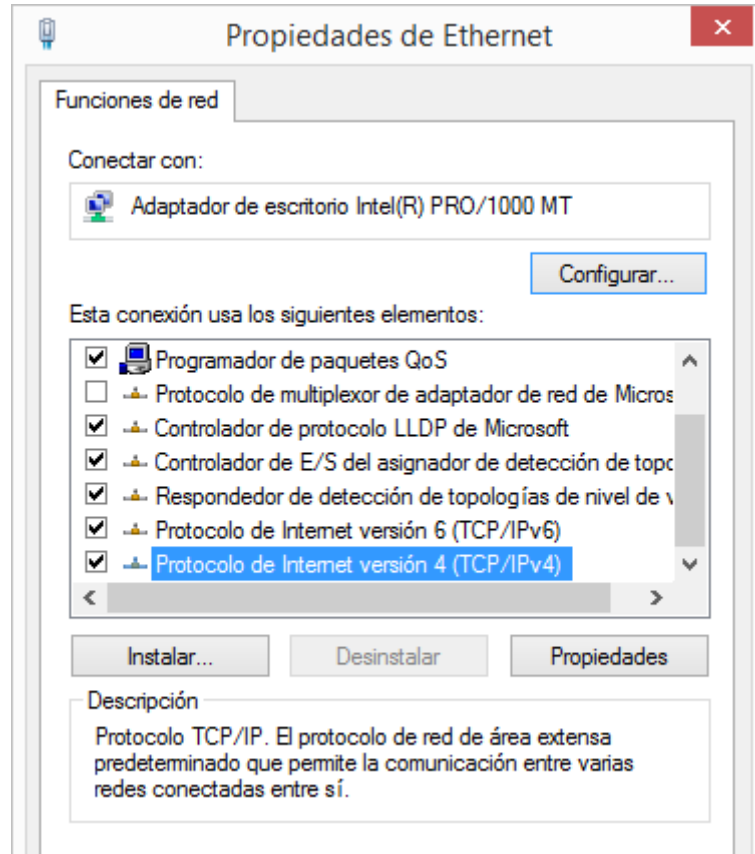 Propiedades de Ethernet
Funciones de red
Conectar con:
Adaptador de escritorio Intel(R) PRO/1000 MT
Configurar...
Esta conexión usa los siguientes elementos:
Programador de paquetes QoS
Protocolo de multiplexor de adaptador de red de Micros
Controlador de protocolo LLDP de Microsoft
Controlador de E/S del asignador de detección de topo
Respondedor de detección de topologías de nivel de v
Protocolo de Internet versión 6 (TCP/IPv6)
Protocolo de Internet versión 4 (TCP/IPv4)
Instalar...
Desinstalar
Propiedades
Descripción
Protocolo TCP/IP. El protocolo de red de área extensa
predeterminado que permite la comunicación entre varias
redes conectadas entre sí.